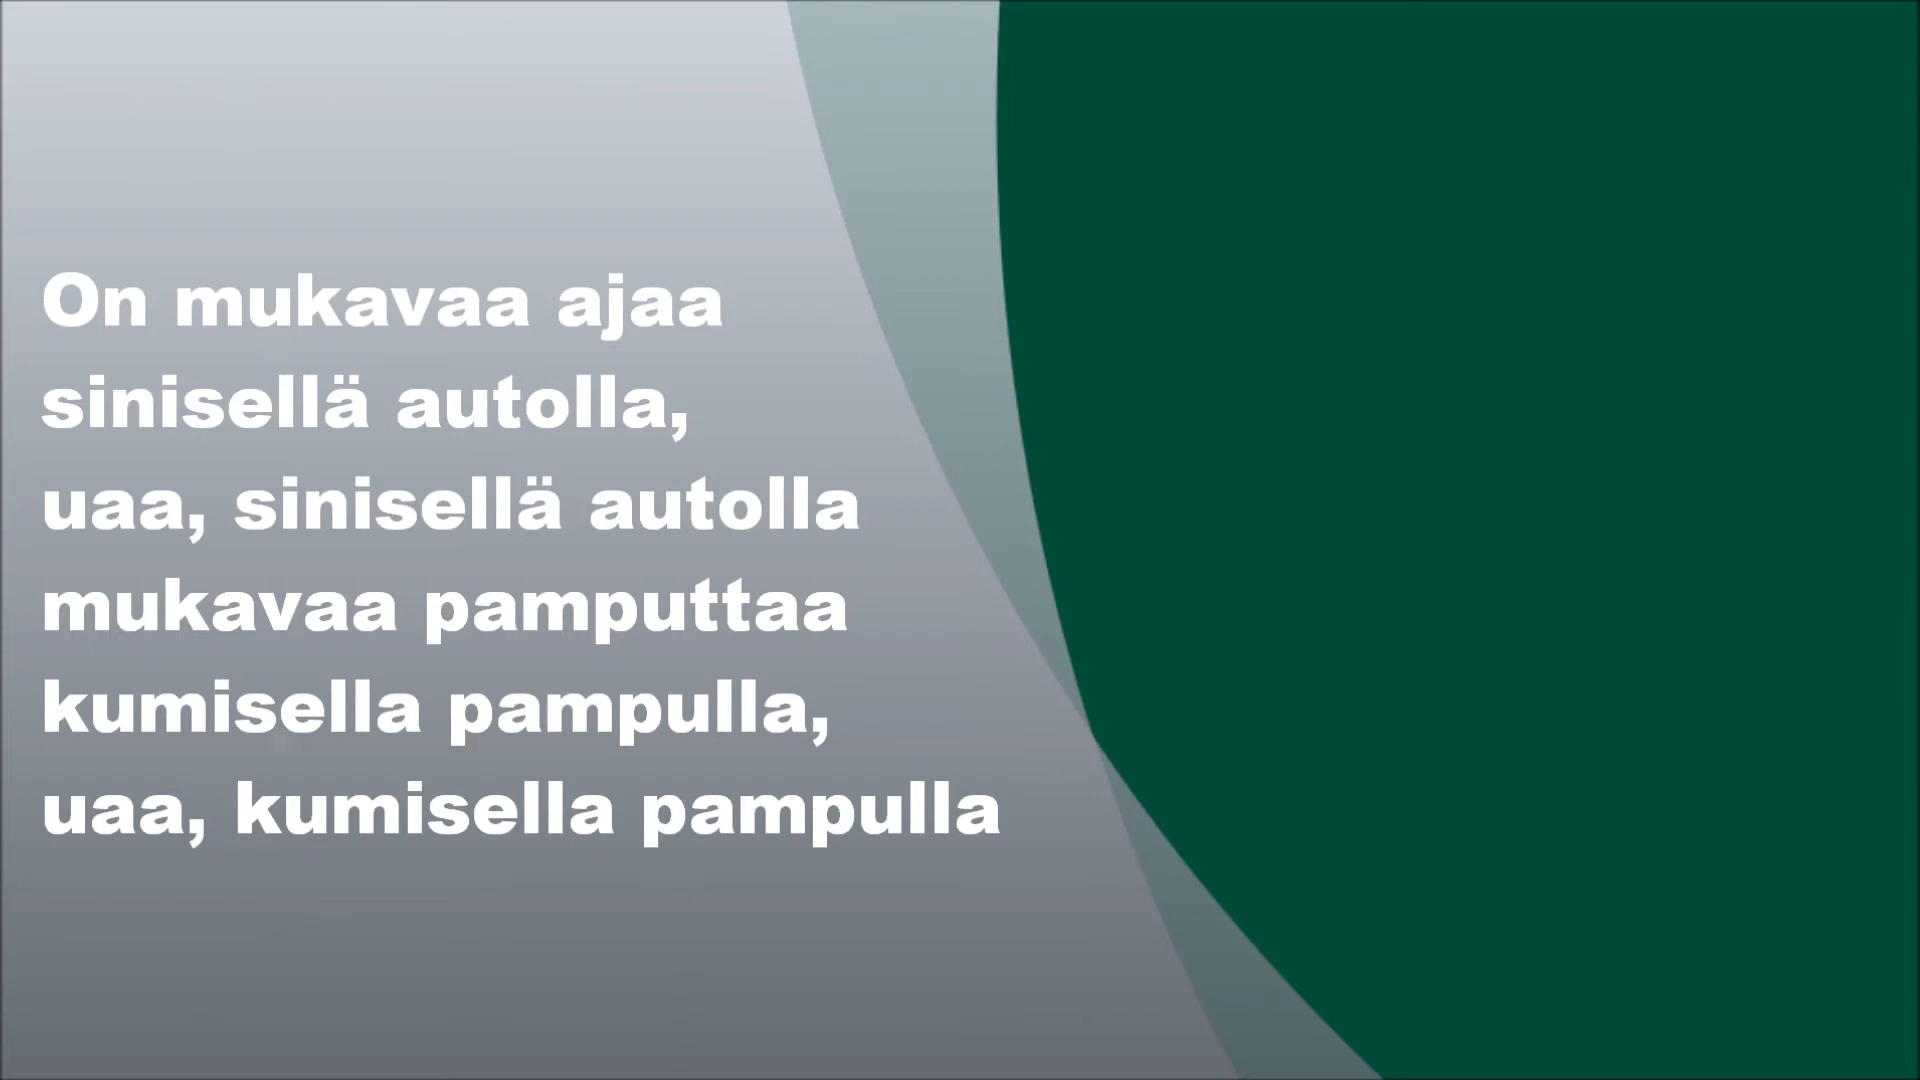 On mukavaa ajaa
sinisellä autolla,
uaa, sinisellä autolla
mukavaa pamputtaa
kumisella pampulla,
uaa, kumisella pampulla